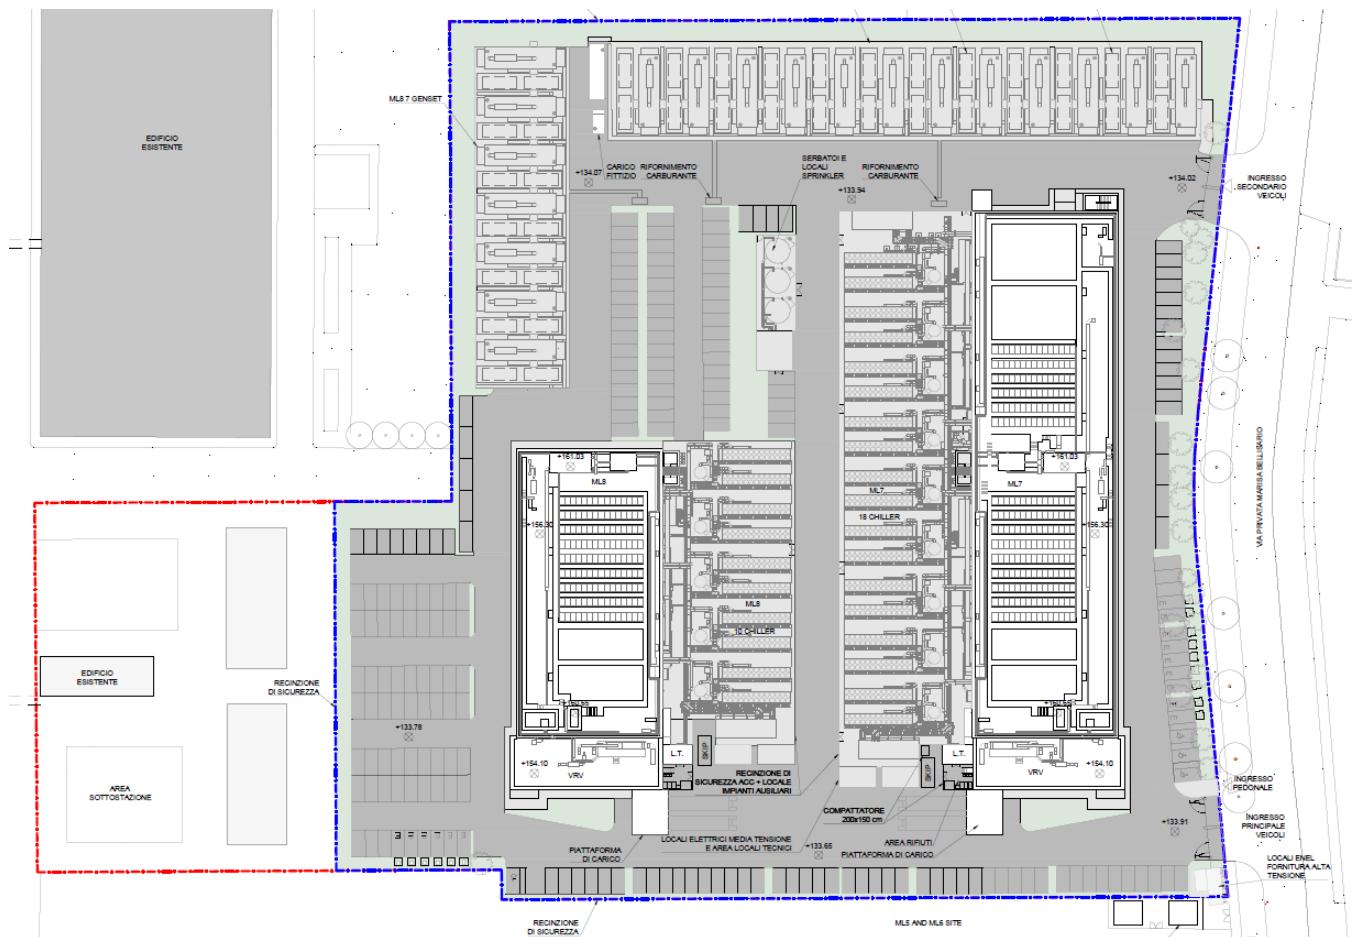 EDIFICIO
ESISTENTE
ML8 7 GENSET
+134.07
CARICO
FITTIZIO
RIFORNIMENTO
CARBURANTE
SERBATOI E
LOCALI
SPRINKLER
RIFORNIMENTO
CARBURANTE
+133.94
+134.02
INGRESSO
SECONDARIO
VEICOLI
VIA PRIVATA MARISA BELLISARIO
+161.03
ML8
+156.30
ML7
18 CHILLER
+161.03
ML7
+156.30
ML8
10 CHILLER
EDIFICIO
ESISTENTE
RECINZIONE
DI SICUREZZA
+133.78
AREA
SOTTOSTAZIONE
+154.10
VRV
L.T.
SKIP
RECINZIONE DI
SICUREZZA ACC + LOCALE
IMPIANTI AUSILIARI
SKIP
L.T.
VRV
+154.10
COMPATTATORE
200x150 cm
INGRESSO
PEDONALE
INGRESSO
PRINCIPALE
VEICOLI
+133.91
PIATTAFORMA
DI CARICO
LOCALI ELETTRICI MEDIA TENSIONE
E AREA LOCALI TECNICI
+133.65
AREA RIFIUTI
PIATTAFORMA DI CARICO
LOCALI ENEL
FORNITURA ALTA
TENSIONE
RECINZIONE
DI SICUREZZA
ML5 AND ML6 SITE